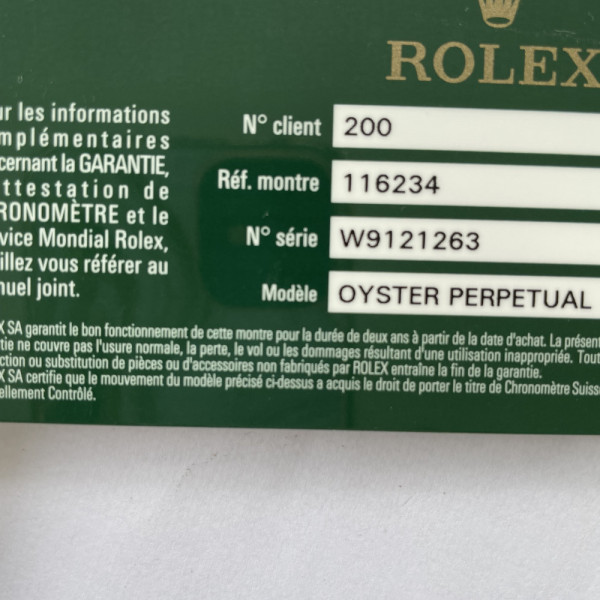 ROLEX
N° client 200
Réf. montre 116234
N° série W9121263
Modèle OYSTER PERPETUAL
ur les informations
mplémentaires
cernant la GARANTIE,
ttestation de
RONOMÈTRE et le
vice Mondial Rolex,
illez vous référer au
nuel joint.
X SA garantit le bon fonctionnement de cette montre pour la durée de deux ans à partir de la date d'achat. La présent
tie ne couvre pas l'usure normale, la perte, le vol ou les dommages résultant d'une utilisation inappropriée. Tout
ction ou substitution de pièces ou d'accessoires non fabriqués par ROLEX entraîne la fin de la garantie.
X SA certifie que le mouvement du modèle précisé ci-dessus a acquis le droit de porter le titre de Chronomètre Suisse
ellement Contrôlé.